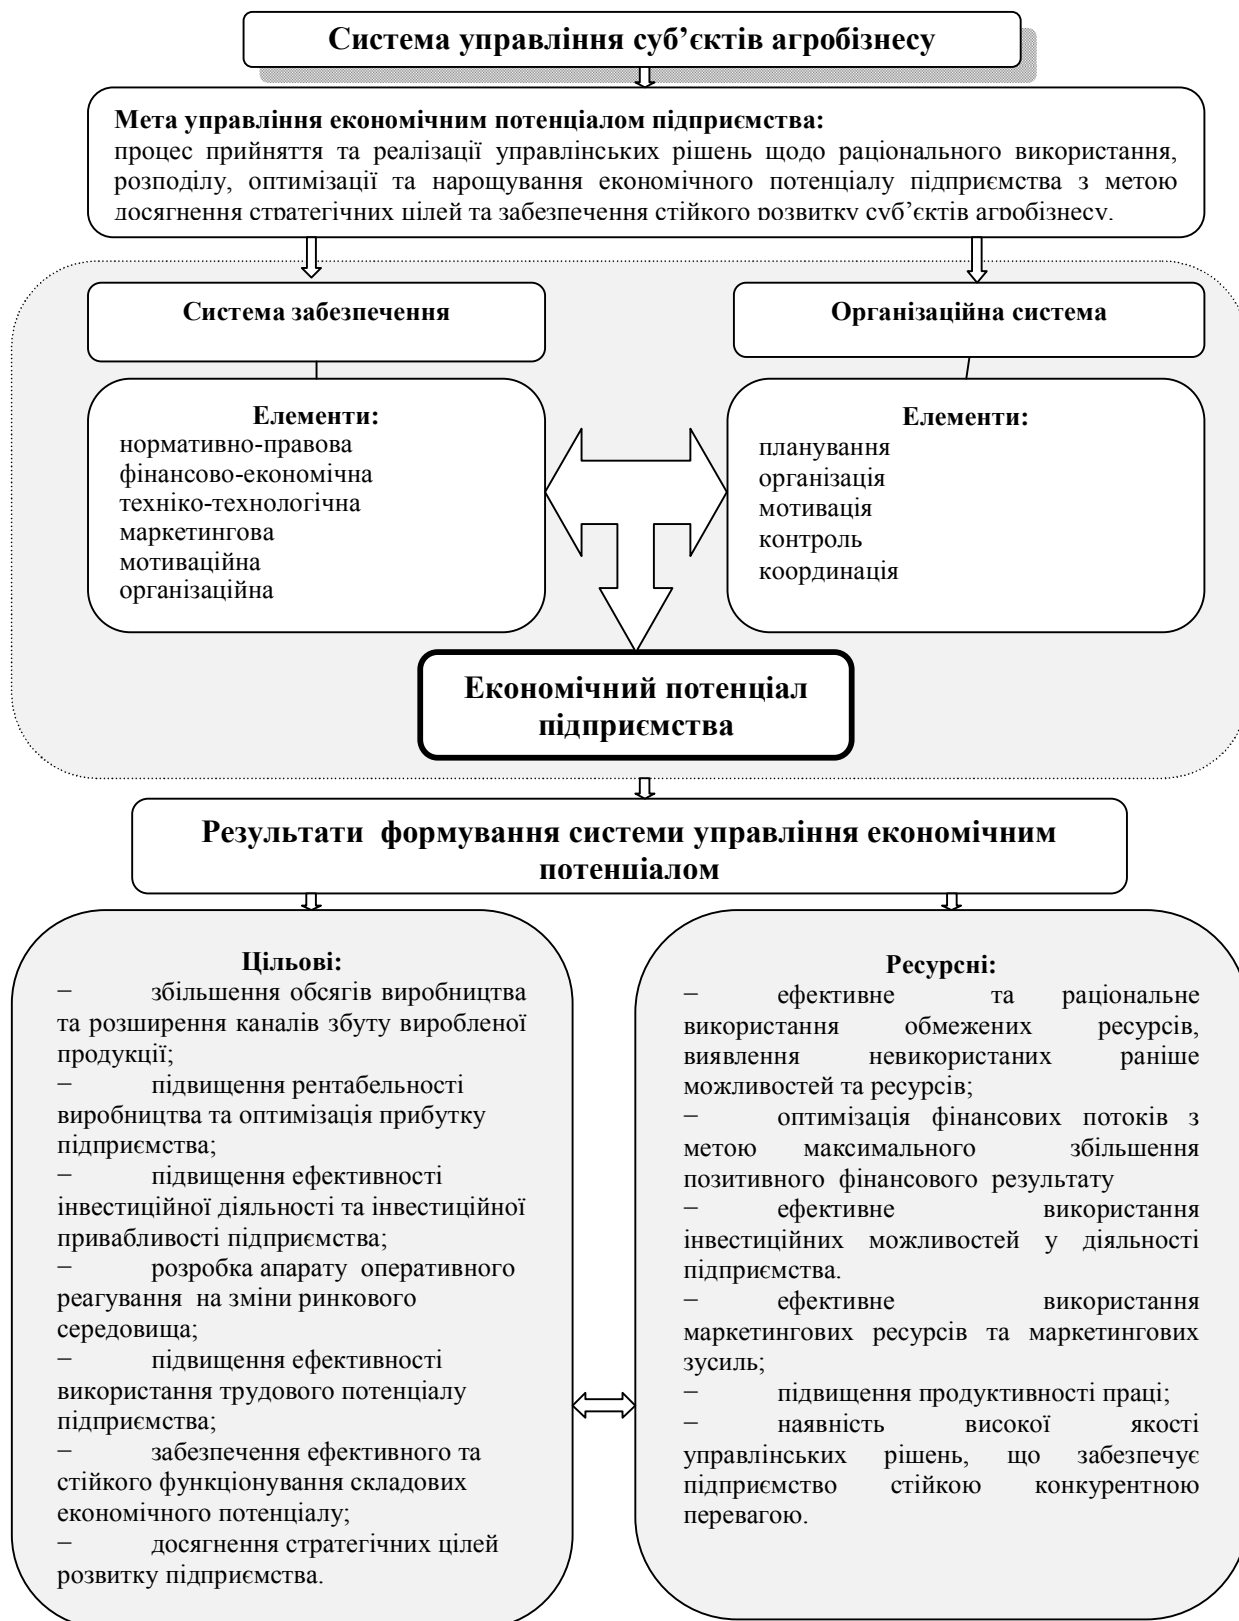 Система управління суб’єктів агробізнесу
Мета управління економічним потенціалом підприємства:
процес прийняття та реалізації управлінських рішень щодо раціонального використання,
розподілу, оптимізації та нарощування економічного потенціалу підприємства з метою
досягнення стратегічних цілей та забезпечення стійкого розвитку суб’єктів агробізнесу.
Система забезпечення
Елементи:
нормативно-правова
фінансово-економічна
техніко-технологічна
маркетингова
мотиваційна
організаційна
Організаційна система
Елементи:
планування
організація
мотивація
контроль
координація
Економічний потенціал
підприємства
Результати формування системи управління економічним
потенціалом
Цільові:
– збільшення обсягів виробництва
та розширення каналів збуту виробленої
продукції;
– підвищення рентабельності
виробництва та оптимізація прибутку
підприємства;
– підвищення ефективності
інвестиційної діяльності та інвестиційної
привабливості підприємства;
– розробка апарату оперативного
реагування на зміни ринкового
середовища;
– підвищення ефективності
використання трудового потенціалу
підприємства;
– забезпечення ефективного та
стійкого функціонування складових
економічного потенціалу;
– досягнення стратегічних цілей
розвитку підприємства.
Ресурсні:
– ефективне та раціональне
використання обмежених ресурсів,
виявлення невикористаних раніше
можливостей та ресурсів;
– оптимізація фінансових потоків з
метою максимального збільшення
позитивного фінансового результату
– ефективне використання
інвестиційних можливостей у діяльності
підприємства.
– ефективне використання
маркетингових ресурсів та маркетингових
зусиль;
– підвищення продуктивності праці;
– наявність високої якості
управлінських рішень, що забезпечує
підприємство стійкою конкурентною
перевагою.